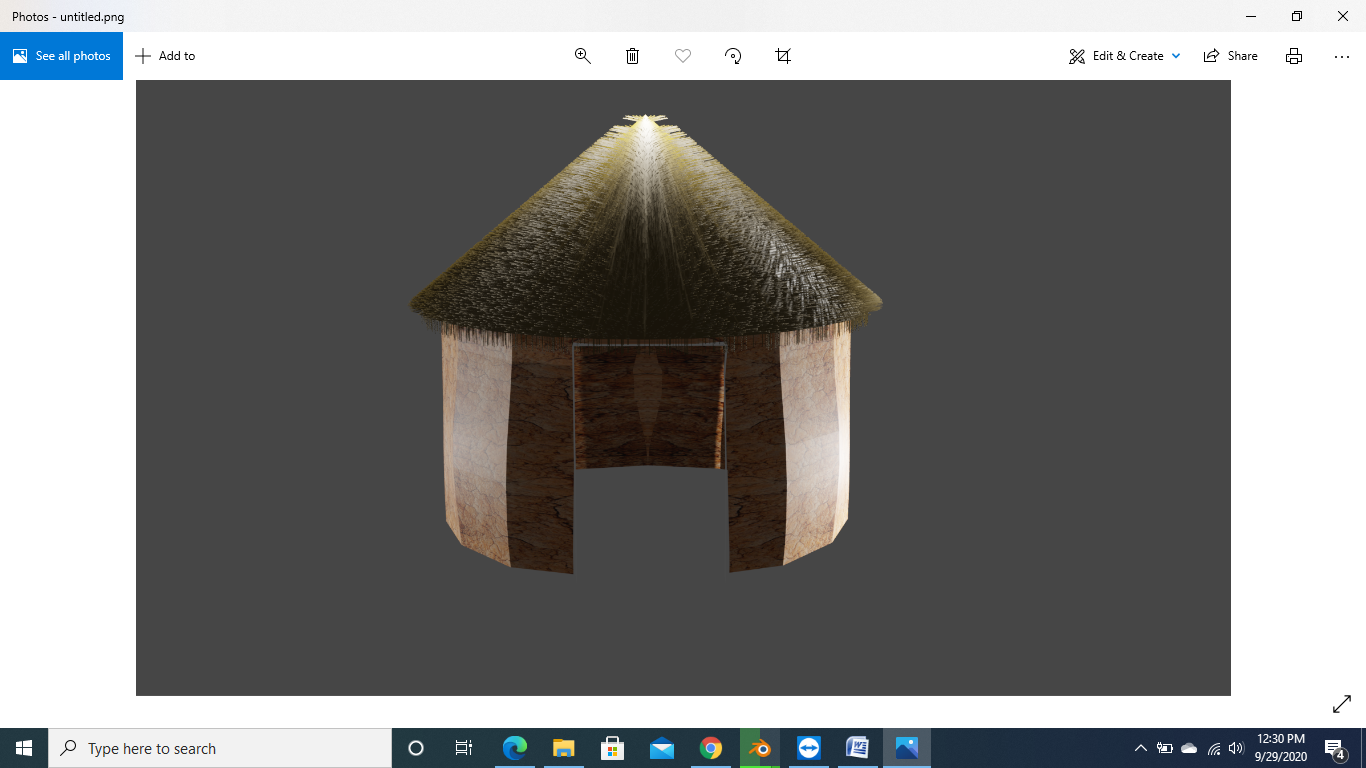 Photos - untitled.png
See all photos
Add to
Edit & Create
Share
Type here to search
12:30 PM
9/29/2020
4